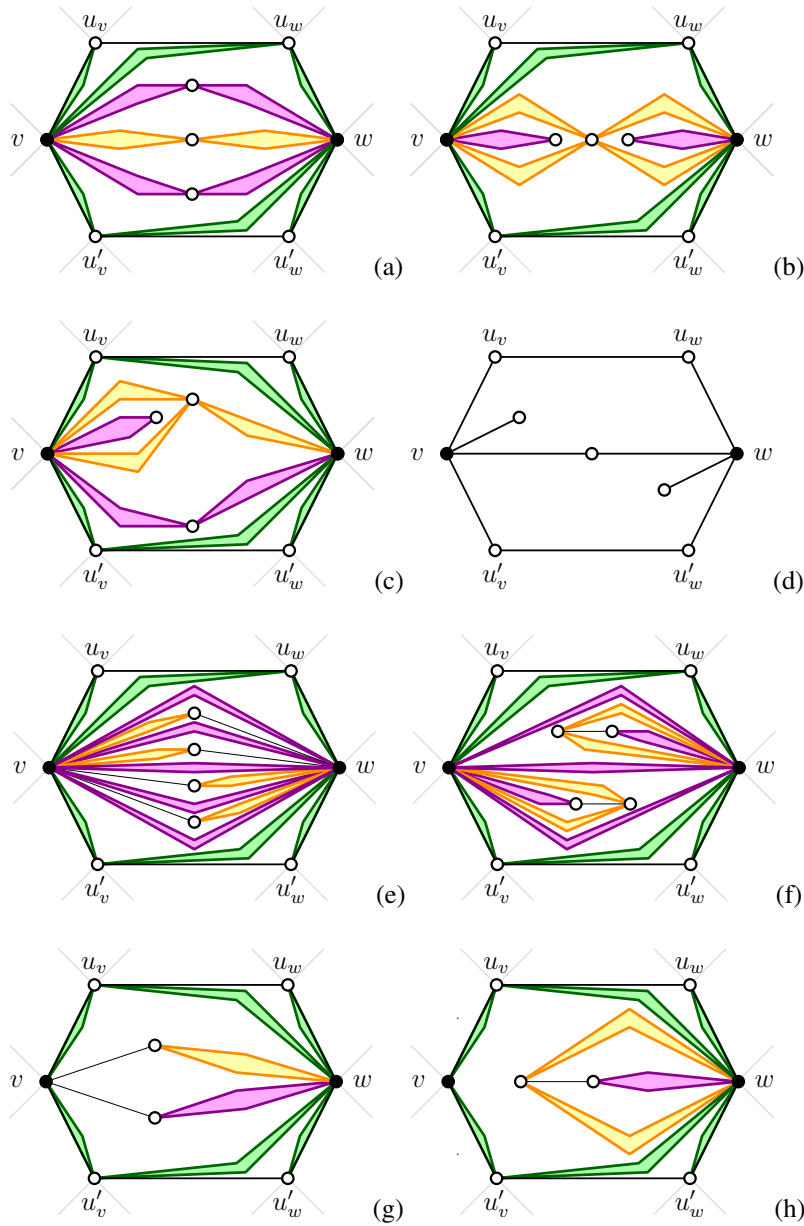 u_v u_w u_v u_w
v w v w
u'_v u'_w (a) u'_v u'_w (b)
u_v u_w u_v u_w
v w v w
u'_v u'_w (c) u'_v u'_w (d)
u_v u_w u_v u_w
v w v w
u'_v u'_w (e) u'_v u'_w (f)
u_v u_w u_v u_w
v w v w
u'_v u'_w (g) u'_v u'_w (h)